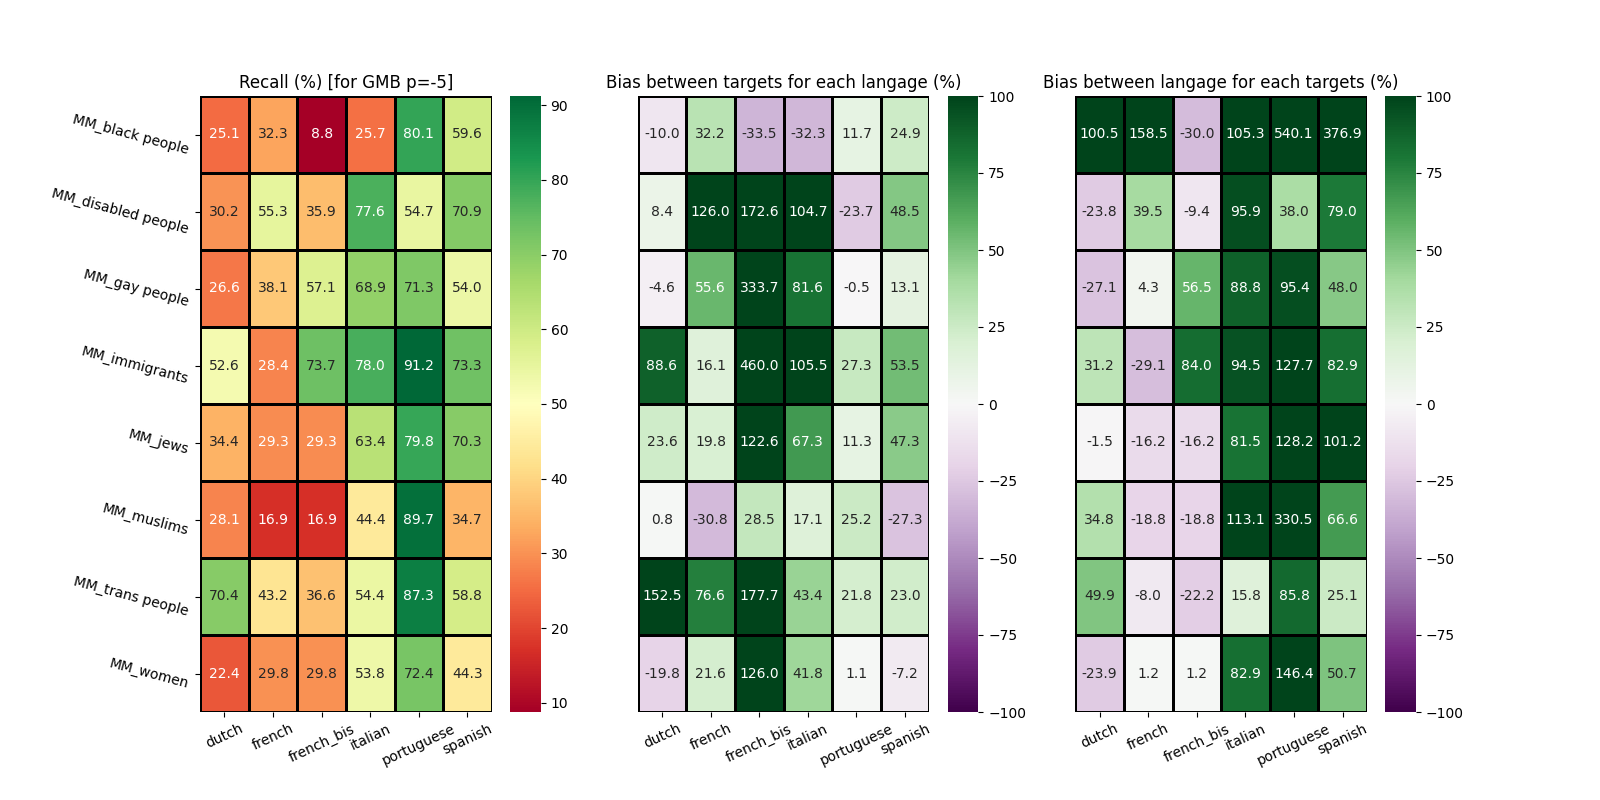 Recall (%) [for GMB p=-5]
Bias between targets for each langage (%)
Bias between langage for each targets (%)
MM_black people 25.1 32.3 8.8 25.7 80.1 59.6 -10.0 32.2 -33.5 -32.3 11.7 24.9 100.5 158.5 -30.0 105.3 540.1 376.9
MM_disabled people 30.2 55.3 35.9 77.6 54.7 70.9 8.4 126.0 172.6 104.7 -23.7 48.5 -23.8 39.5 -9.4 95.9 38.0 79.0
MM_gay people 26.6 38.1 57.1 68.9 71.3 54.0 -4.6 55.6 333.7 81.6 -0.5 13.1 -27.1 4.3 56.5 88.8 95.4 48.0
MM_immigrants 52.6 28.4 73.7 78.0 91.2 73.3 88.6 16.1 460.0 105.5 27.3 53.5 31.2 -29.1 84.0 94.5 127.7 82.9
MM_jews 34.4 29.3 29.3 63.4 79.8 70.3 23.6 19.8 122.6 67.3 11.3 47.3 -1.5 -16.2 -16.2 81.5 128.2 101.2
MM_muslims 28.1 16.9 16.9 44.4 89.7 34.7 0.8 -30.8 28.5 17.1 25.2 -27.3 34.8 -18.8 -18.8 113.1 330.5 66.6
MM_trans people 70.4 43.2 36.6 54.4 87.3 58.8 152.5 76.6 177.7 43.4 21.8 23.0 49.9 -8.0 -22.2 15.8 85.8 25.1
MM_women 22.4 29.8 29.8 53.8 72.4 44.3 -19.8 21.6 126.0 41.8 1.1 -7.2 -23.9 1.2 1.2 82.9 146.4 50.7
dutch french french_bis italian portuguese spanish
dutch french french_bis italian portuguese spanish
dutch french french_bis italian portuguese spanish
90
80
70
60
50
40
30
20
10
100
75
50
25
0
−25
−50
−75
−100
100
75
50
25
0
−25
−50
−75
−100